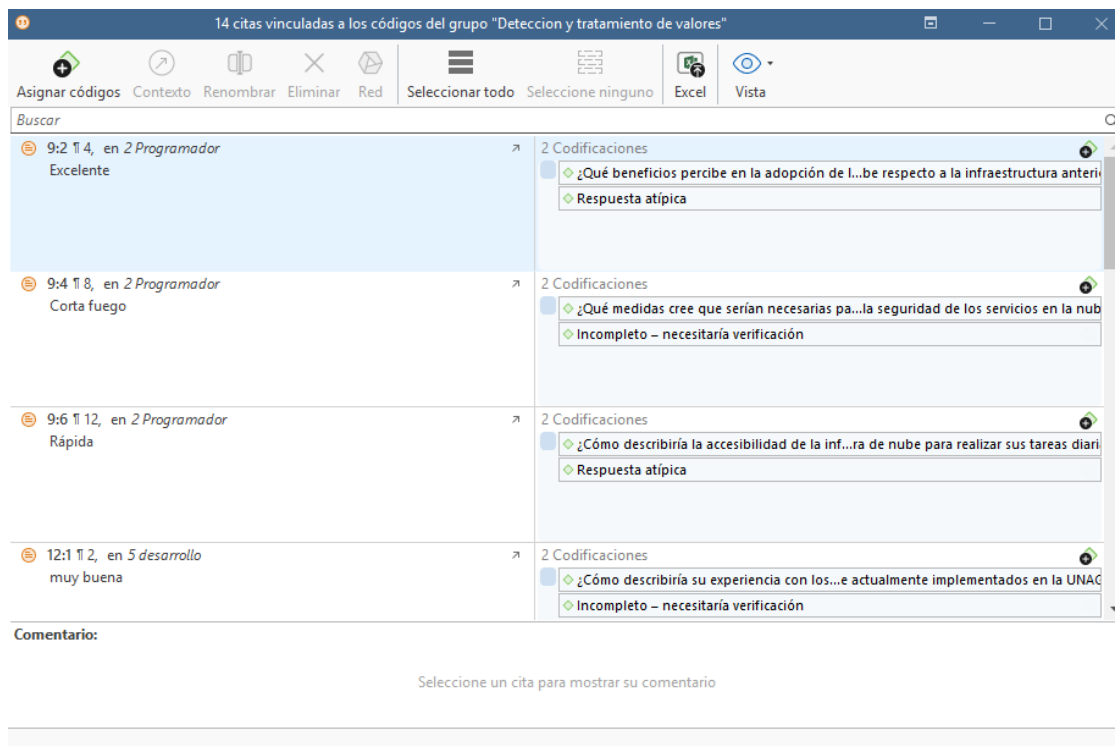 14 citas vinculadas a los códigos del grupo "Deteccion y tratamiento de valores"
Asignar códigos Contexto Renombrar Eliminar Red Seleccionar todo Seleccione ninguno Excel Vista
Buscar
9:2 ¶ 4, en 2 Programador
Excelente
2 Codificaciones
¿Qué beneficios percibe en la adopción de l...be respecto a la infraestructura anteri
Respuesta atípica
9:4 ¶ 8, en 2 Programador
Corta fuego
2 Codificaciones
¿Qué medidas cree que serían necesarias pa...la seguridad de los servicios en la nub
Incompleto – necesitaría verificación
9:6 ¶ 12, en 2 Programador
Rápida
2 Codificaciones
¿Cómo describiría la accesibilidad de la inf...ra de nube para realizar sus tareas diari
Respuesta atípica
12:1 ¶ 2, en 5 desarrollo
muy buena
2 Codificaciones
¿Cómo describiría su experiencia con los...e actualmente implementados en la UNAC
Incompleto – necesitaría verificación
Comentario:
Seleccione un cita para mostrar su comentario